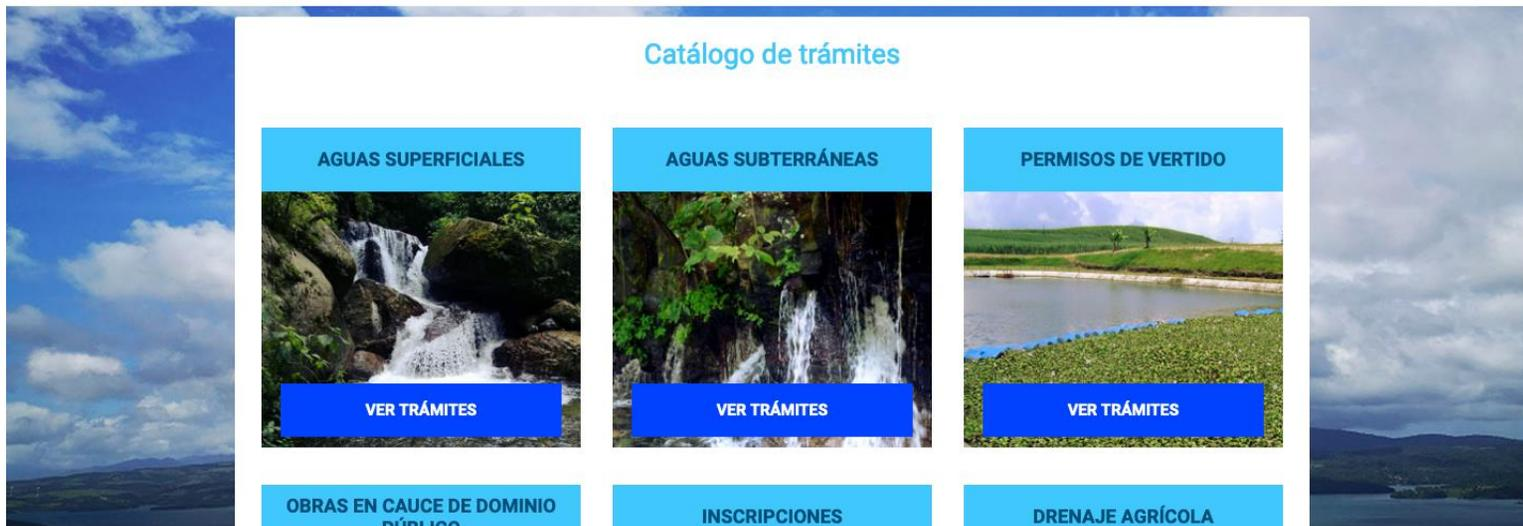 Catálogo de trámites
AGUAS SUPERFICIALES
AGUAS SUBTERRÁNEAS
PERMISOS DE VERTIDO
VER TRÁMITES
VER TRÁMITES
VER TRÁMITES
OBRAS EN CAUCE DE DOMINIO
PÚBLICO
INSCRIPCIONES
DRENAJE AGRÍCOLA